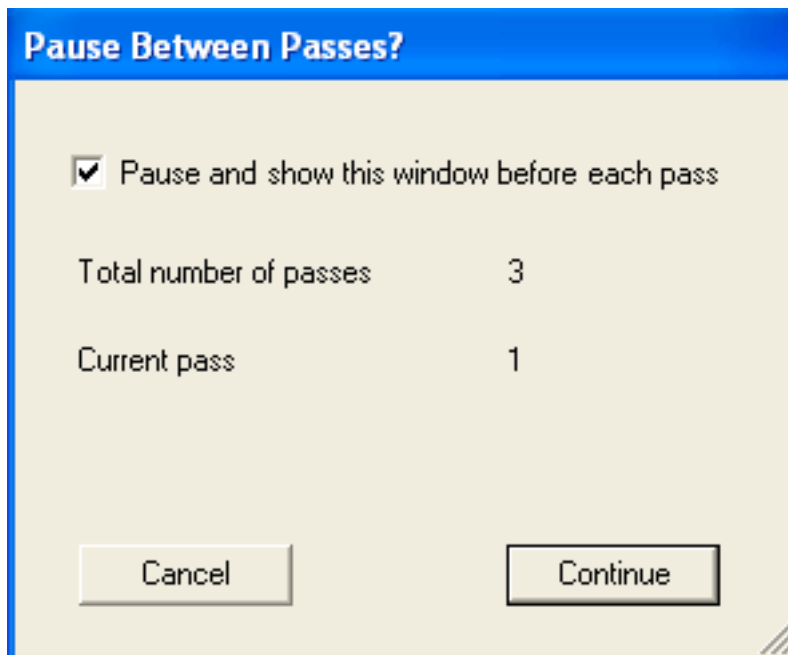 Pause Between Passes?
Pause and show this window before each pass
Total number of passes 3
Current pass 1
Cancel Continue